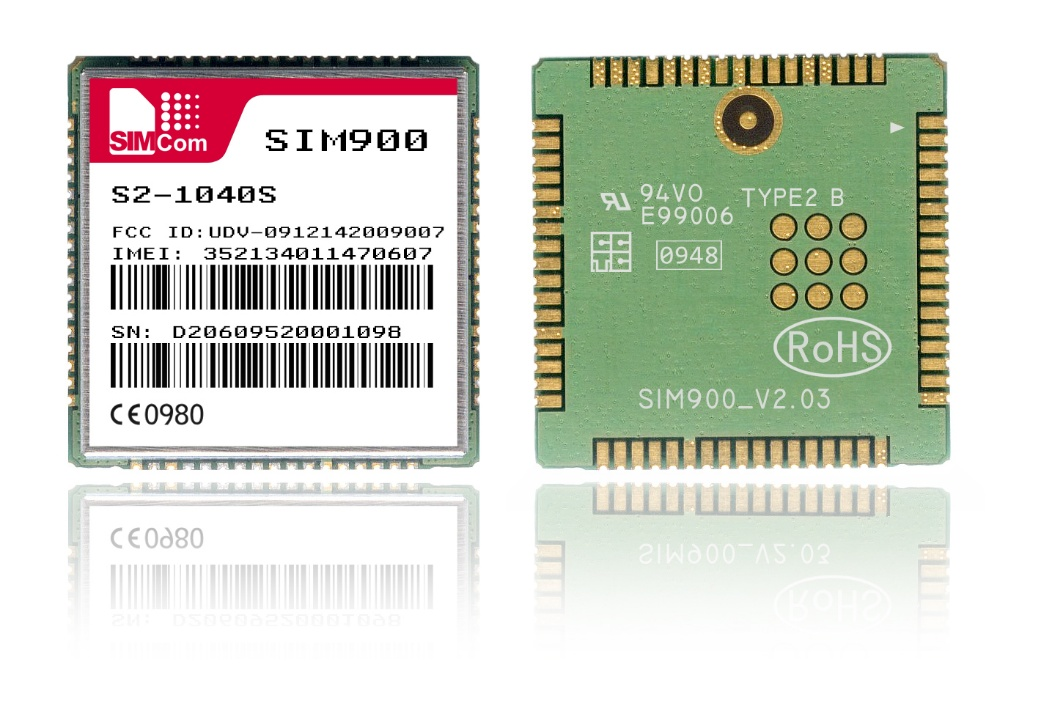 SIMCom
SIM900
S2-1040S
FCC ID:UDV-0912142009007
IMEI: 352134011470607
SN: D20609520001098
CE0980
94V0
E99006
TYPE2 B
0948
RoHS
SIM900_V2.03